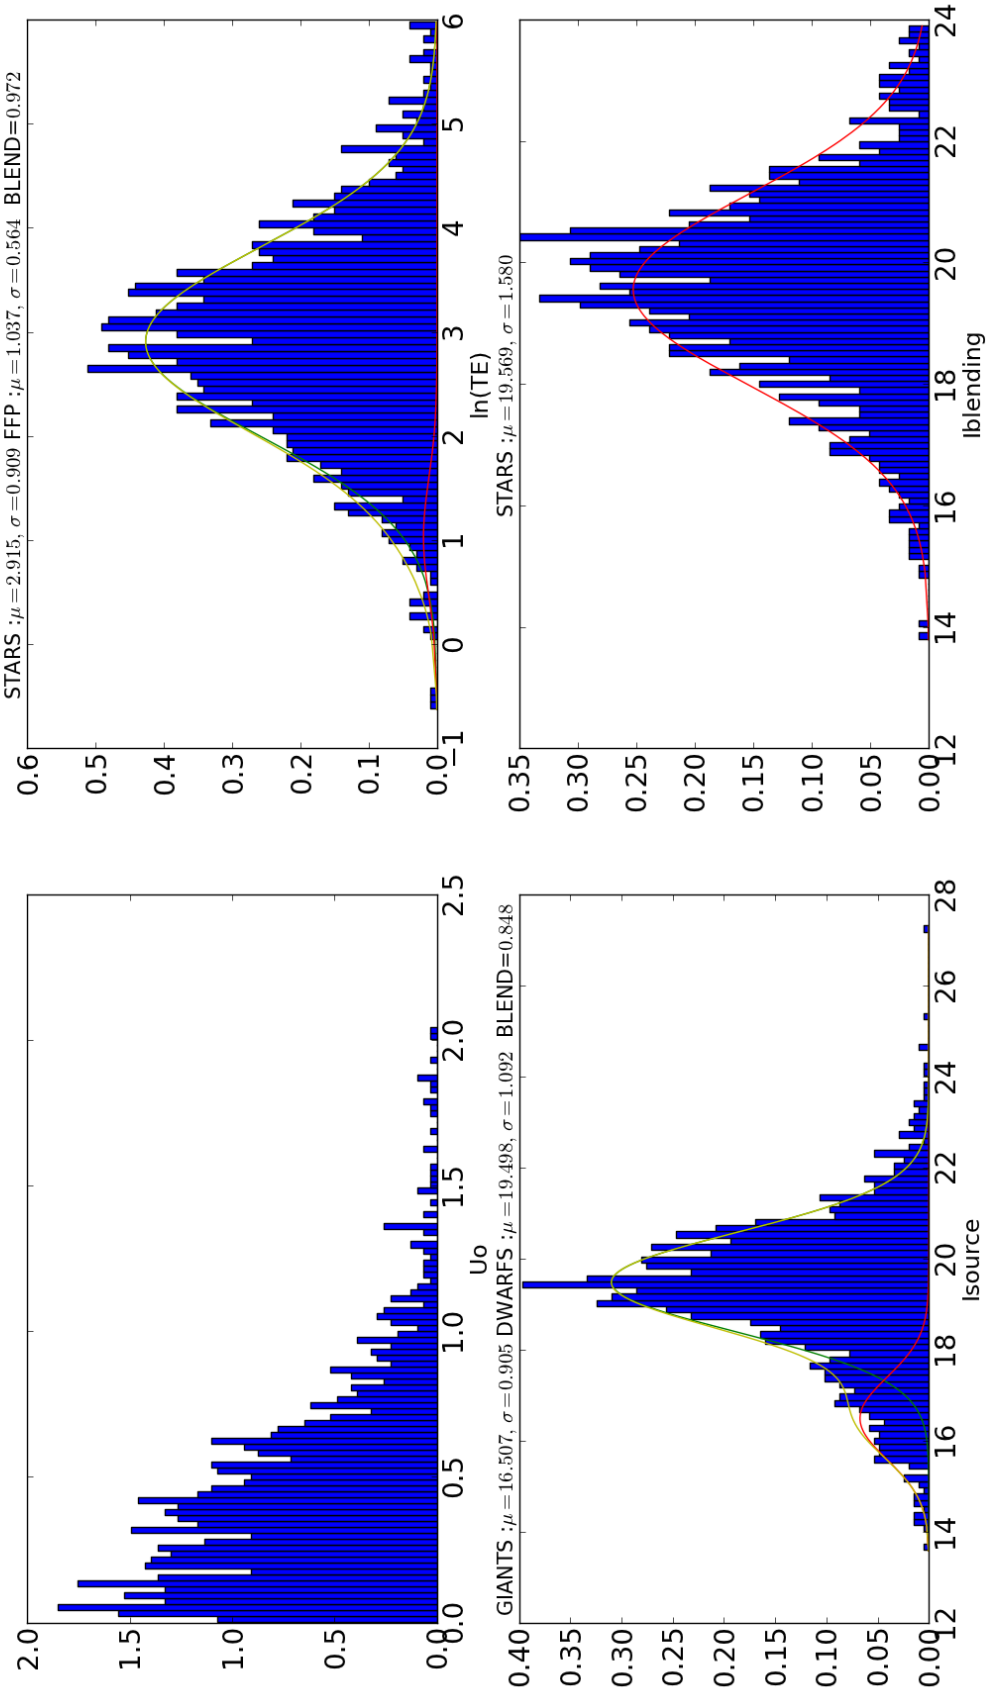 2.0
1.5
1.0
0.5
0.0
0.0 0.5 1.0 1.5 2.0 2.5
Uo
STARS :μ=2.915, σ=0.909 FFP :μ=1.037, σ=0.564 BLEND=0.972
0.6
0.5
0.4
0.3
0.2
0.1
0.0
−1 0 1 2 3 4 5 6
ln(TE)
GIANTS :μ=16.507, σ=0.905 DWARFS :μ=19.498, σ=1.092 BLEND=0.848
0.40
0.35
0.30
0.25
0.20
0.15
0.10
0.05
0.00
12 14 16 18 20 22 24 26 28
Isource
STARS :μ=19.569, σ=1.580
0.35
0.30
0.25
0.20
0.15
0.10
0.05
0.00
12 14 16 18 20 22 24
Iblending